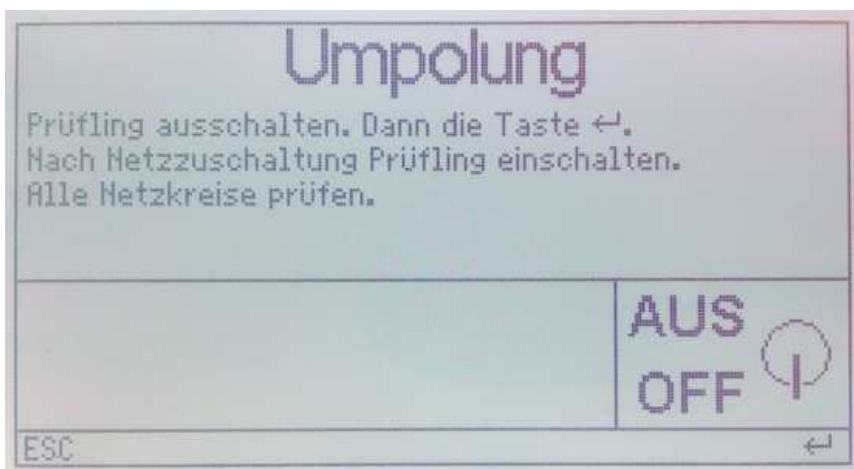 Umpolung
Prüfling ausschalten. Dann die Taste ↵.
Nach Netzzuschaltung Prüfling einschalten.
Alle Netzkreise prüfen.
AUS
OFF
ESC ↵